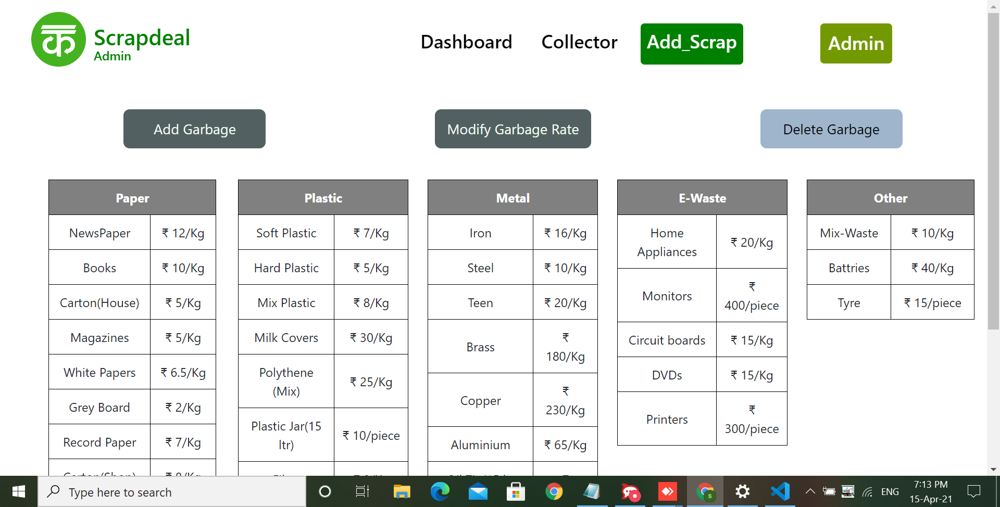 क
Scrapdeal
Admin
Dashboard
Collector
Add_Scrap
Admin
Add Garbage
Modify Garbage Rate
Delete Garbage
Paper
NewsPaper ₹ 12/Kg
Books ₹ 10/Kg
Carton(House) ₹ 5/Kg
Magazines ₹ 5/Kg
White Papers ₹ 6.5/Kg
Grey Board ₹ 2/Kg
Record Paper ₹ 7/Kg
Carton(Shop) ₹ 8/Kg
Plastic
Soft Plastic ₹ 7/Kg
Hard Plastic ₹ 5/Kg
Mix Plastic ₹ 8/Kg
Milk Covers ₹ 30/Kg
Polythene
(Mix)
₹ 25/Kg
Plastic Jar(15
ltr)
₹ 10/piece
Metal
Iron ₹ 16/Kg
Steel ₹ 10/Kg
Teen ₹ 20/Kg
Brass
₹
180/Kg
Copper
₹
230/Kg
Aluminium ₹ 65/Kg
E-Waste
Home
Appliances
₹ 20/Kg
Monitors
₹
400/piece
Circuit boards ₹ 15/Kg
DVDs ₹ 15/Kg
Printers
₹
300/piece
Other
Mix-Waste ₹ 10/Kg
Battries ₹ 40/Kg
Tyre ₹ 15/piece
Type here to search
ENG
7:13 PM
15-Apr-21